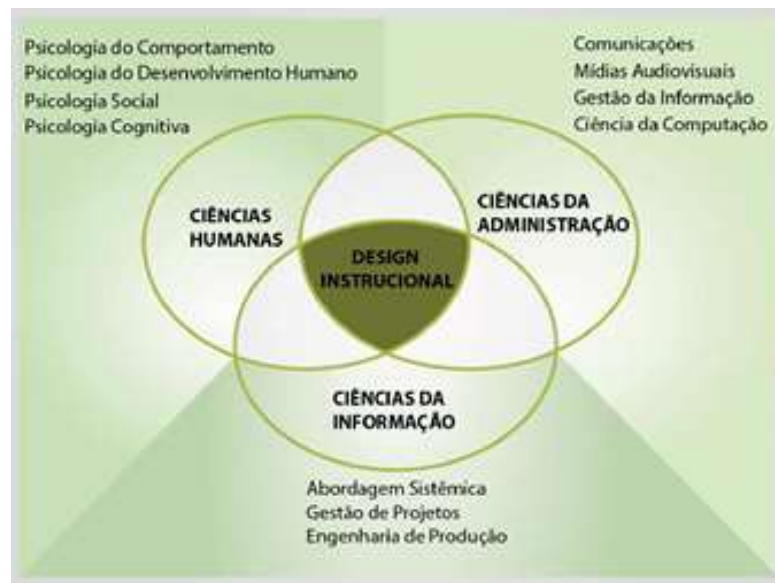 Psicologia do Comportamento
Psicologia do Desenvolvimento Humano
Psicologia Social
Psicologia Cognitiva
Comunicações
Mídias Audiovisuais
Gestão da Informação
Ciência da Computação
CIÊNCIAS
HUMANAS
CIÊNCIAS DA
ADMINISTRAÇÃO
DESIGN
INSTRUCIONAL
CIÊNCIAS DA
INFORMAÇÃO
Abordagem Sistêmica
Gestão de Projetos
Engenharia de Produção